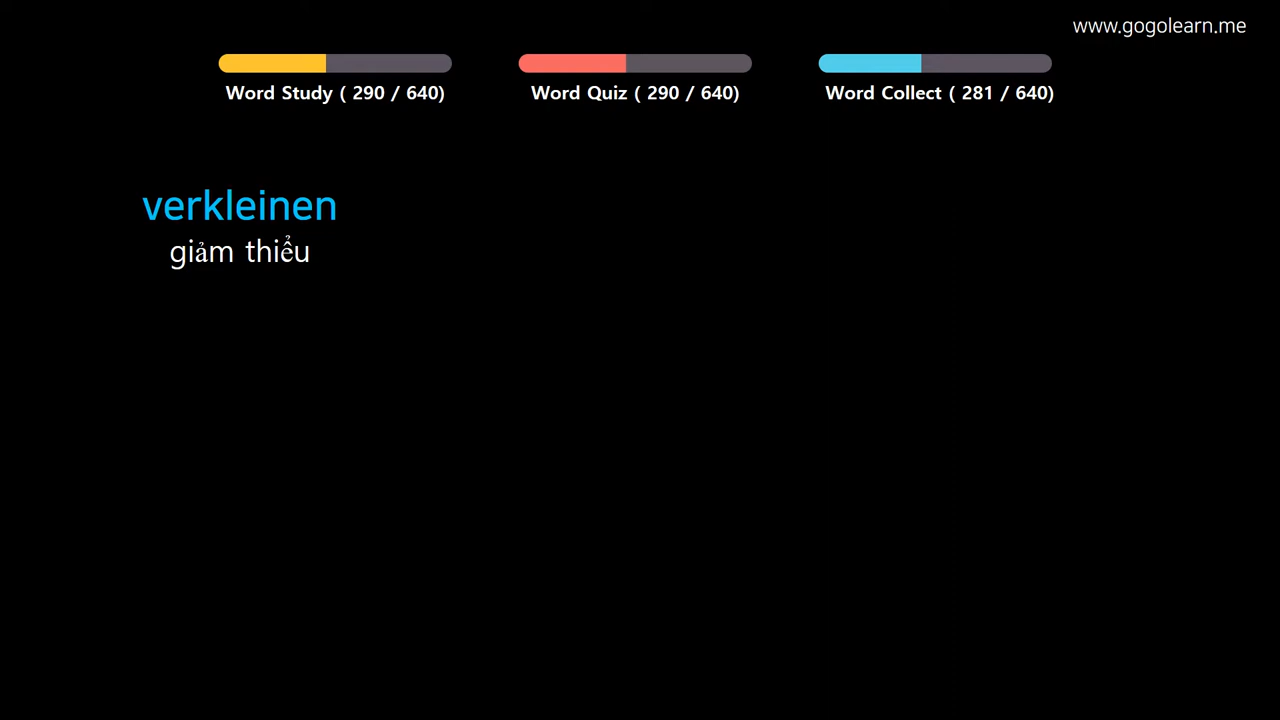 www.gogolearn.me
Word Study ( 290 / 640)
Word Quiz ( 290 / 640)
Word Collect ( 281 / 640)
verkleinen
giảm thiểu